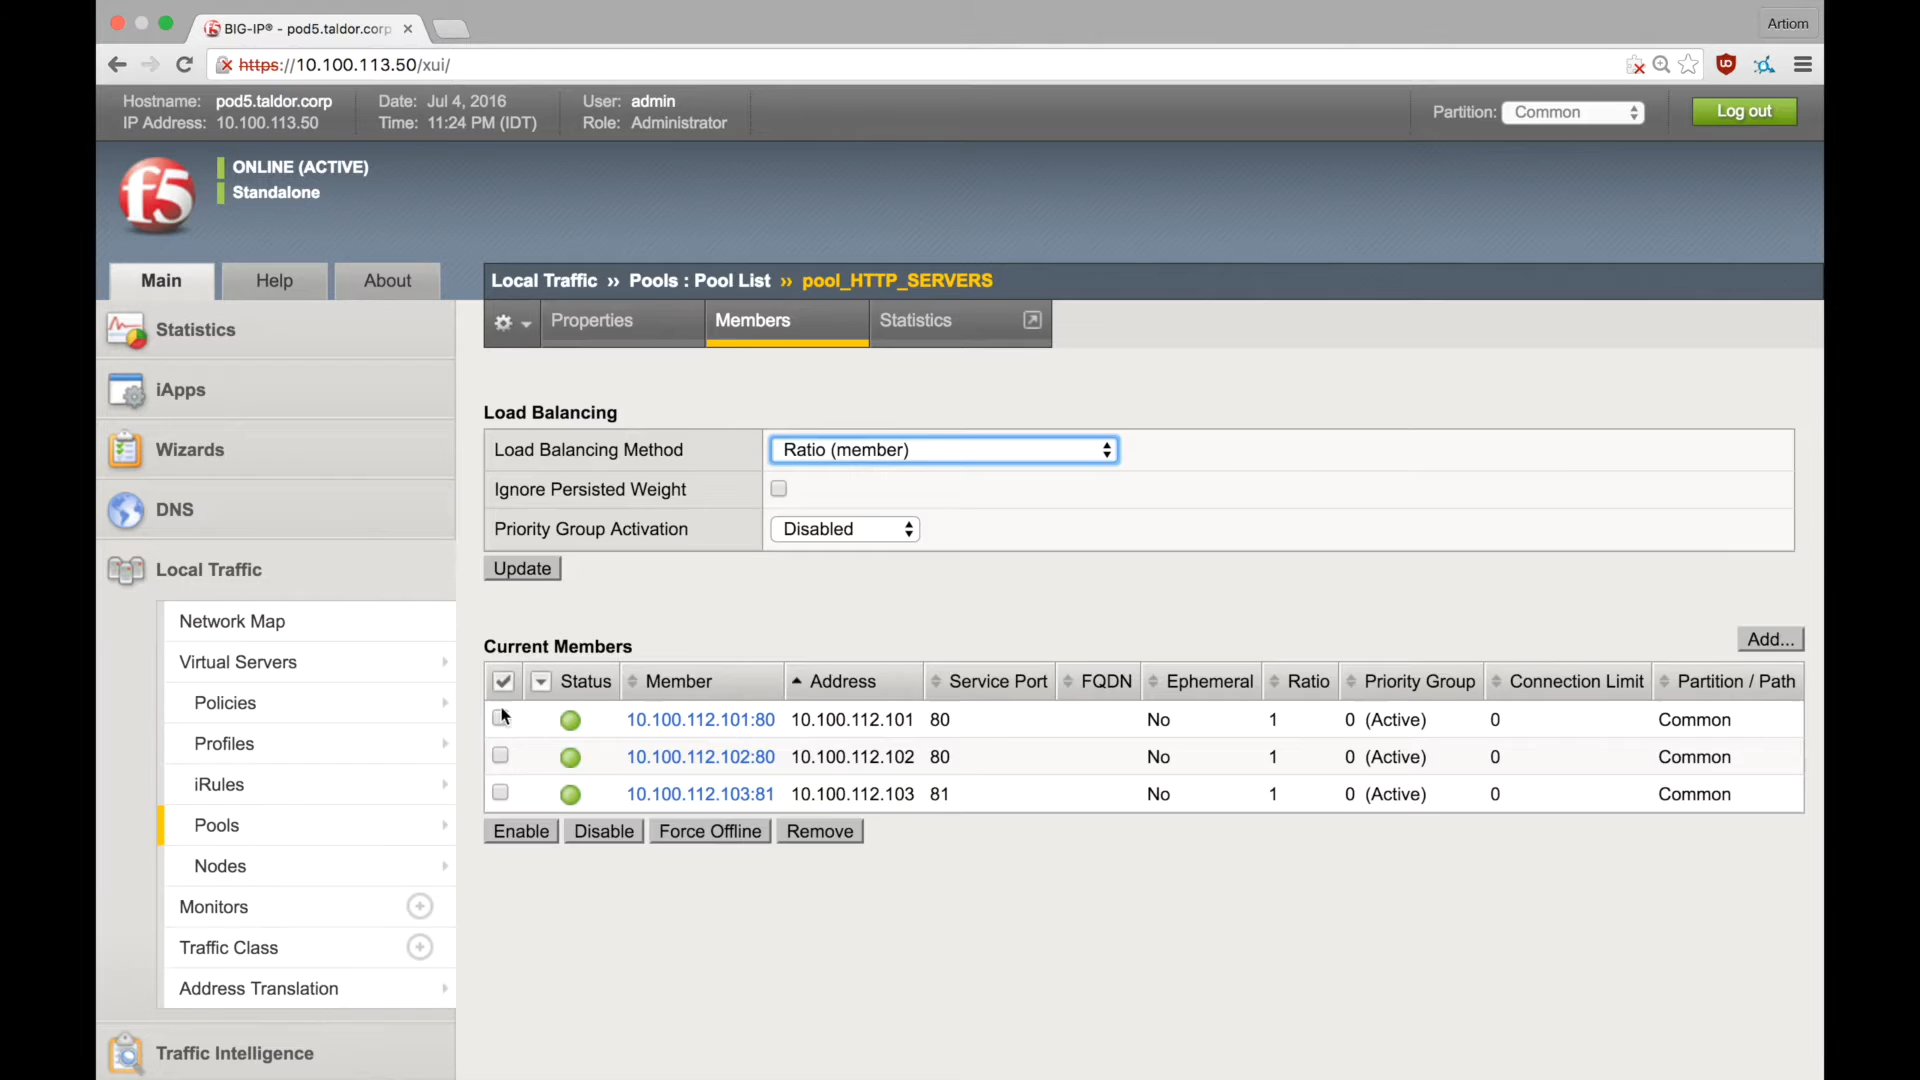 BIG-IP® - pod5.taldor.corp
Artiom
https://10.100.113.50/xui/
Hostname: pod5.taldor.corp
IP Address: 10.100.113.50
Date: Jul 4, 2016
Time: 11:24 PM (IDT)
User: admin
Role: Administrator
Partition: Common
Log out
f5
ONLINE (ACTIVE)
Standalone
Main
Help
About
Local Traffic ›› Pools : Pool List ›› pool_HTTP_SERVERS
Properties
Members
Statistics
Statistics
iApps
Wizards
DNS
Local Traffic
Network Map
Virtual Servers
Policies
Profiles
iRules
Pools
Nodes
Monitors
Traffic Class
Address Translation
Traffic Intelligence
Load Balancing
Load Balancing Method Ratio (member)
Ignore Persisted Weight
Priority Group Activation Disabled
Update
Current Members
Add...
Status Member Address Service Port FQDN Ephemeral Ratio Priority Group Connection Limit Partition / Path
10.100.112.101:80 10.100.112.101 80 No 1 0 (Active) 0 Common
10.100.112.102:80 10.100.112.102 80 No 1 0 (Active) 0 Common
10.100.112.103:81 10.100.112.103 81 No 1 0 (Active) 0 Common
Enable Disable Force Offline Remove